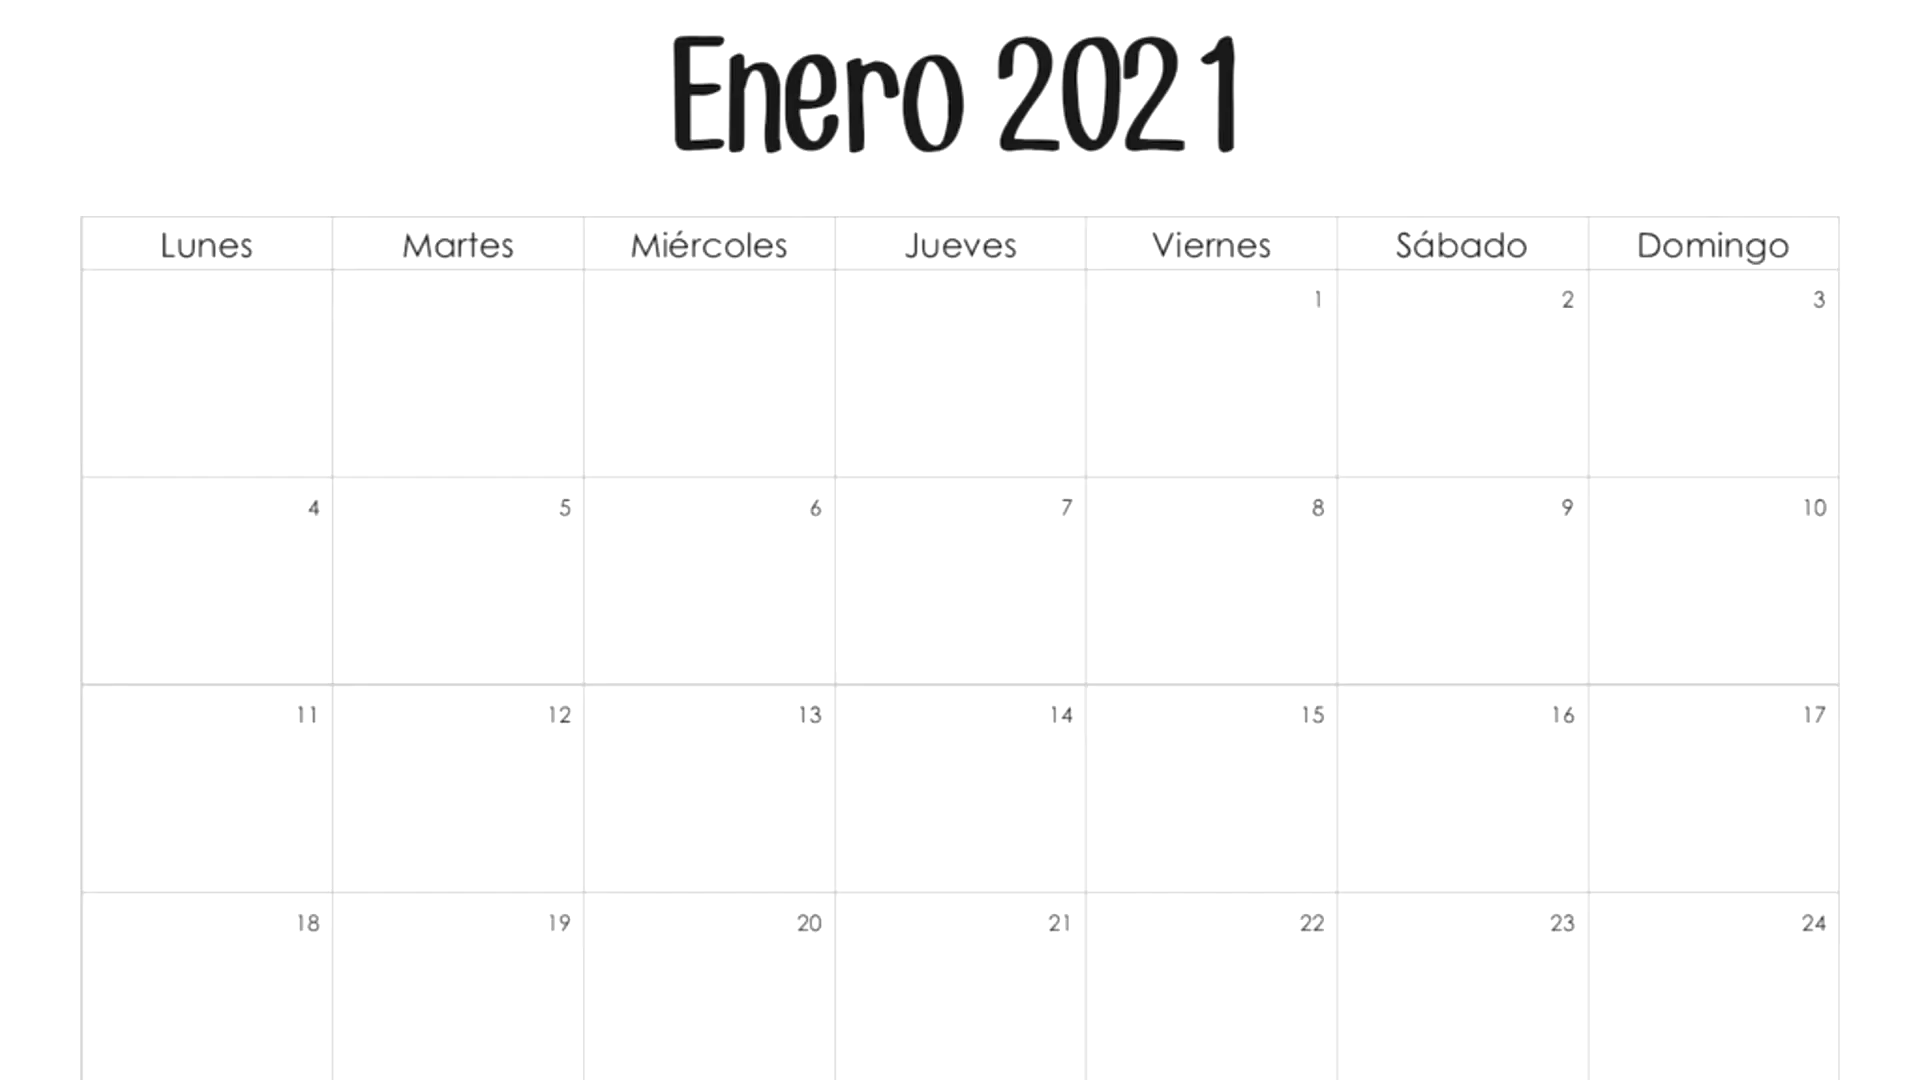 Enero 2021
Lunes Martes Miércoles Jueves Viernes Sábado Domingo
1 2 3
4 5 6 7 8 9 10
11 12 13 14 15 16 17
18 19 20 21 22 23 24